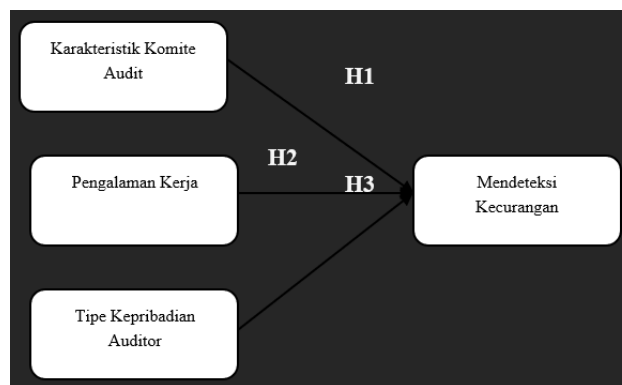 Karakteristik Komite
Audit
H1
Pengalaman Kerja
H2
H3
Mendeteksi
Kecurangan
Tipe Kepribadian
Auditor